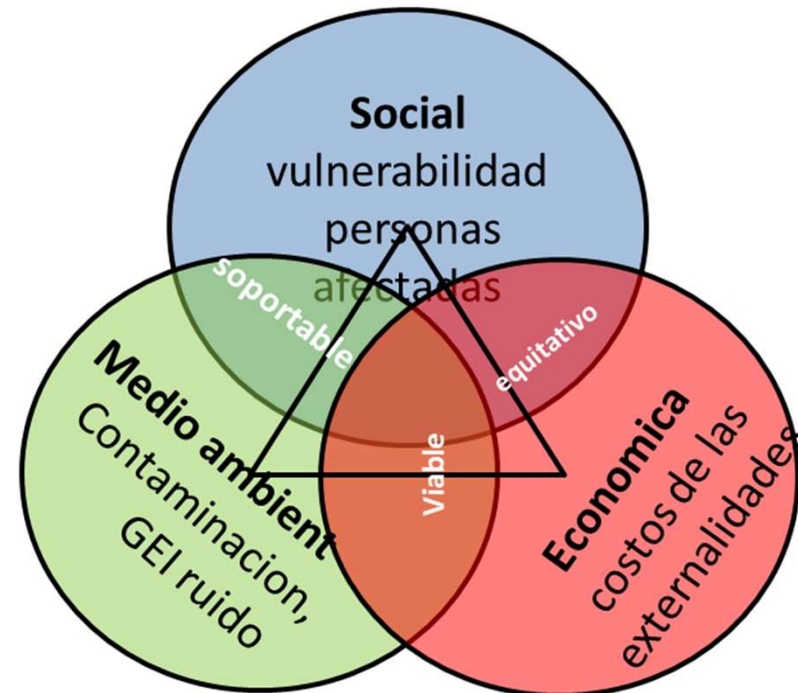 Social
vulnerabilidad
personas
afectadas
soportable
equitativo
Medio ambient
Contaminacion,
GEI ruido
Viable
Economica
costos de las
externalidades